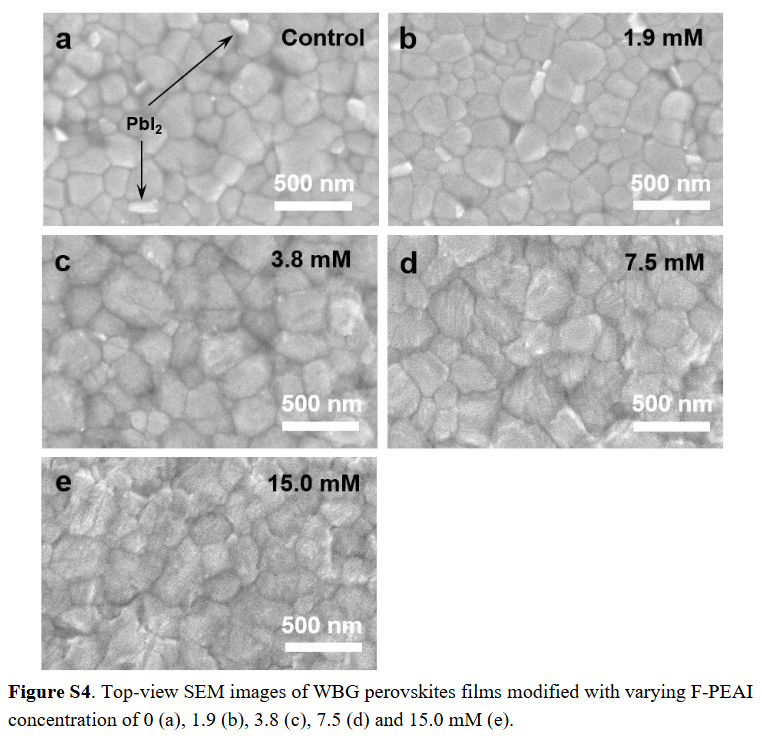 a
Control
PbI2
500 nm
b
1.9 mM
500 nm
c
3.8 mM
500 nm
d
7.5 mM
500 nm
e
15.0 mM
500 nm
Figure S4. Top-view SEM images of WBG perovskites films modified with varying F-PEAI
concentration of 0 (a), 1.9 (b), 3.8 (c), 7.5 (d) and 15.0 mM (e).